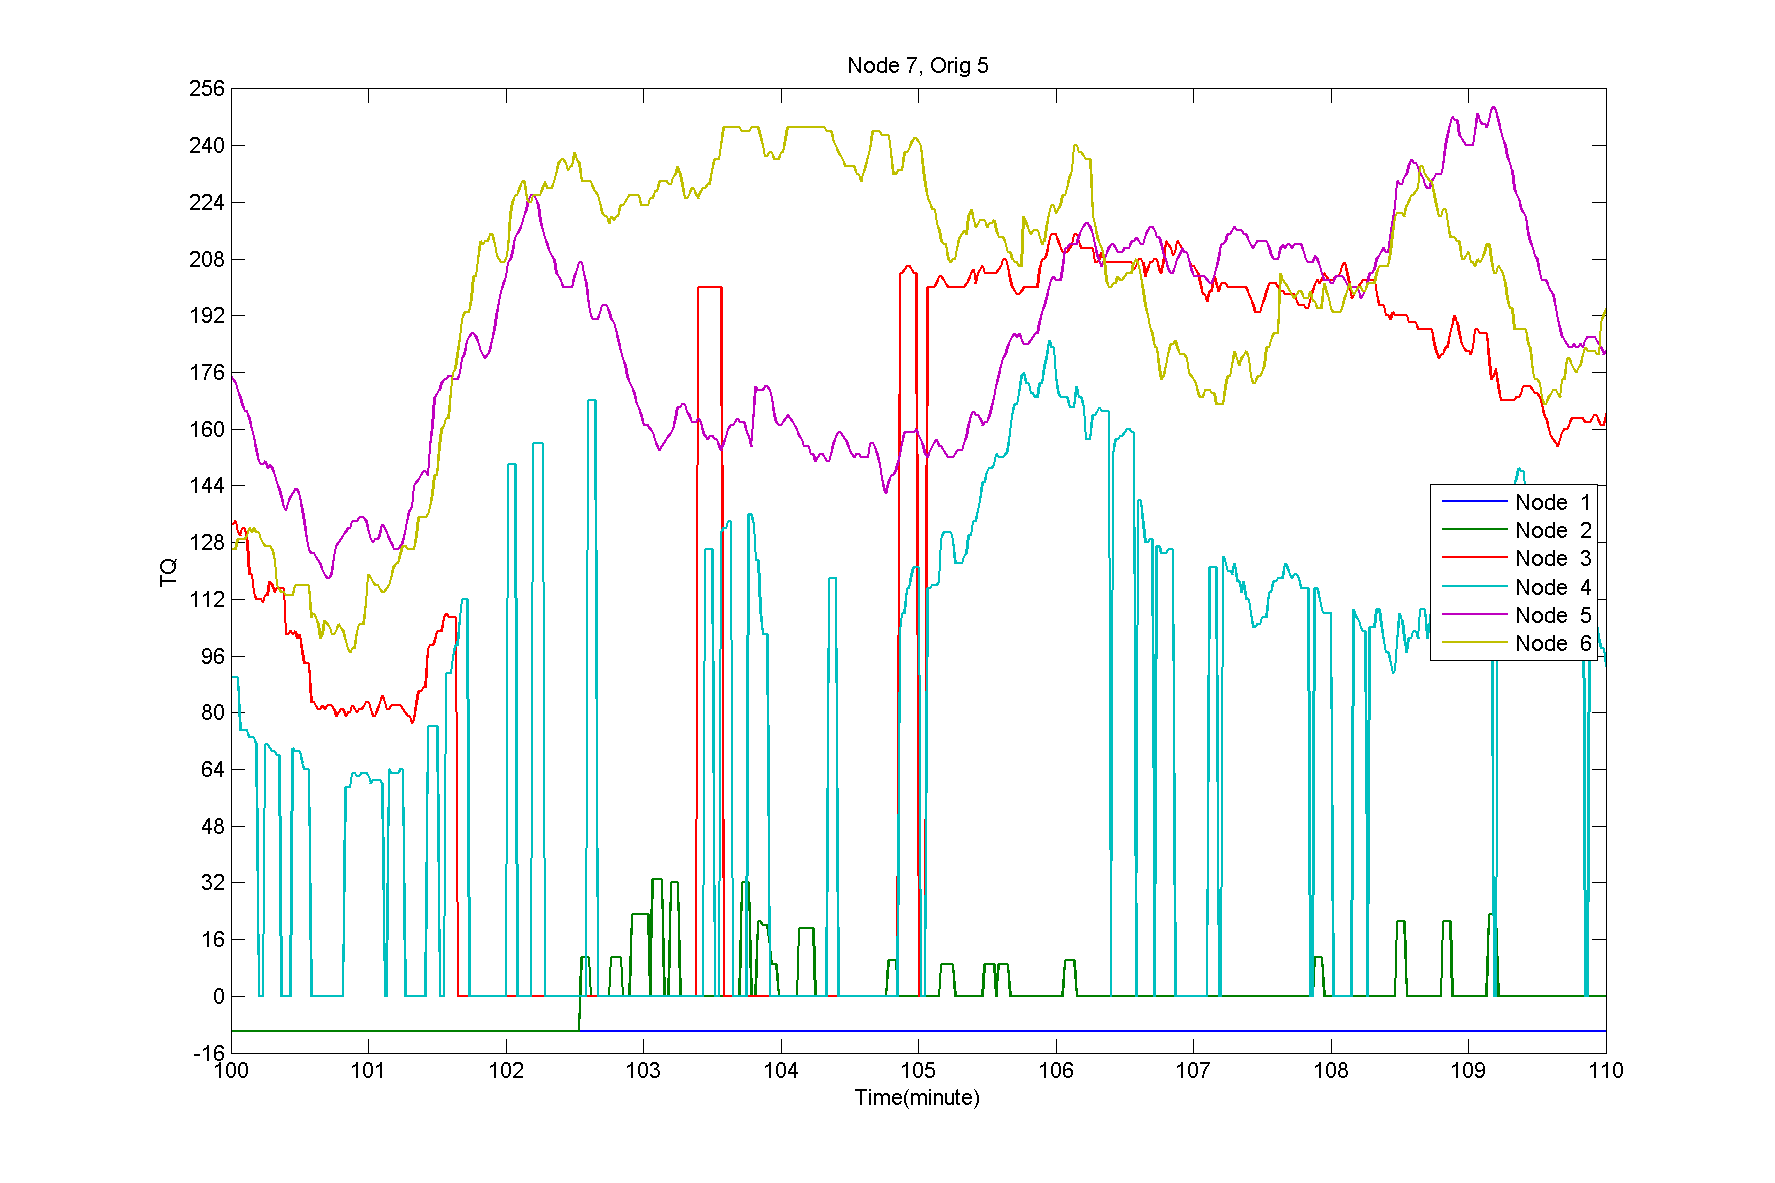 Node 7, Orig 5
256
240
224
208
192
176
160
144
128
112
96
80
64
48
32
16
0
-16
TQ
Node 1
Node 2
Node 3
Node 4
Node 5
Node 6
100 101 102 103 104 105 106 107 108 109 110
Time(minute)